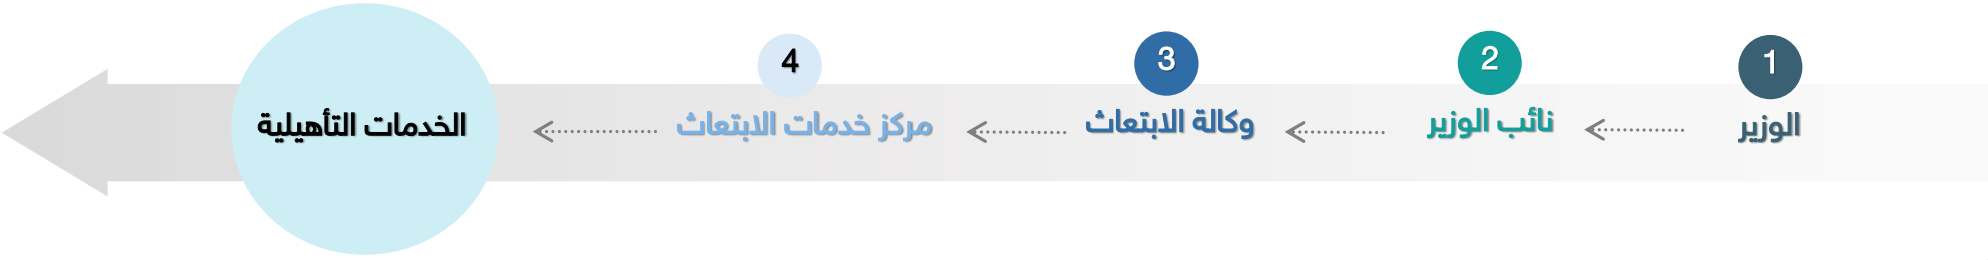 1
الوزير
2
نائب الوزير
3
وكالة الابتعاث
4
مركز خدمات الابتعاث
الخدمات التأهيلية